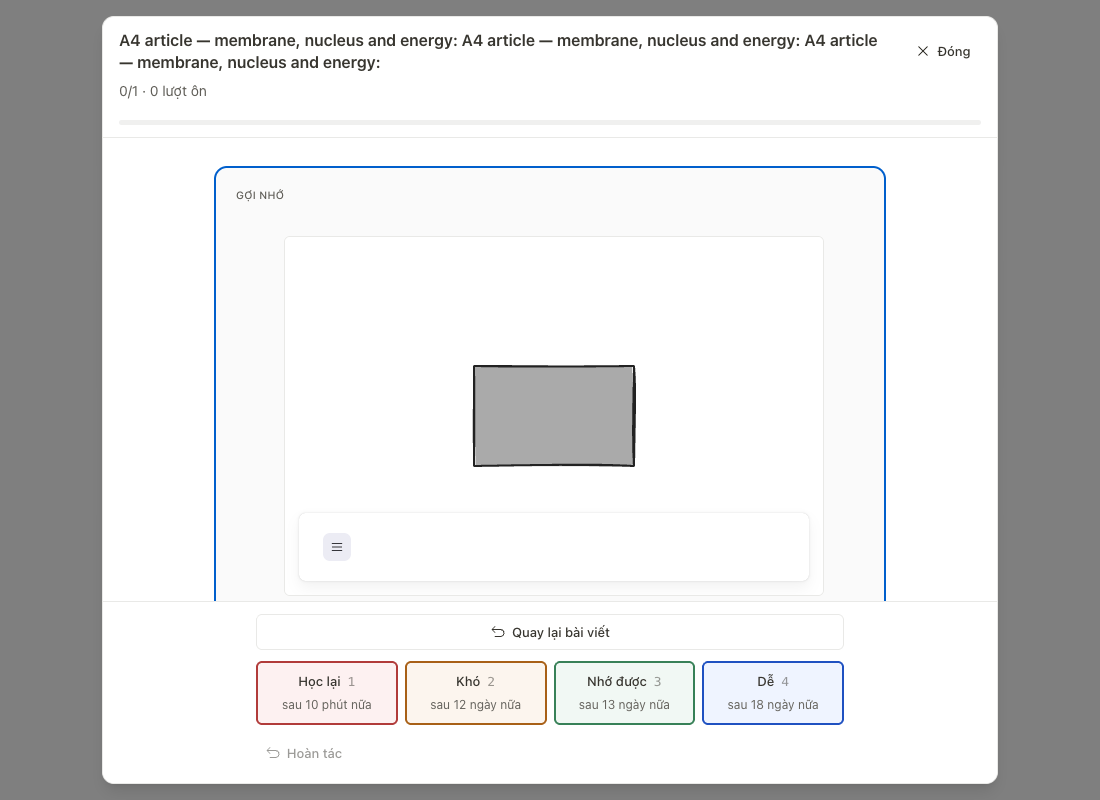 A4 article — membrane, nucleus and energy: A4 article — membrane, nucleus and energy: A4 article
— membrane, nucleus and energy:
Đóng
0/1 · 0 lượt ôn
GỢI NHỚ
Quay lại bài viết
Học lại 1
sau 10 phút nữa
Khó 2
sau 12 ngày nữa
Nhớ được 3
sau 13 ngày nữa
Dễ 4
sau 18 ngày nữa
Hoàn tác